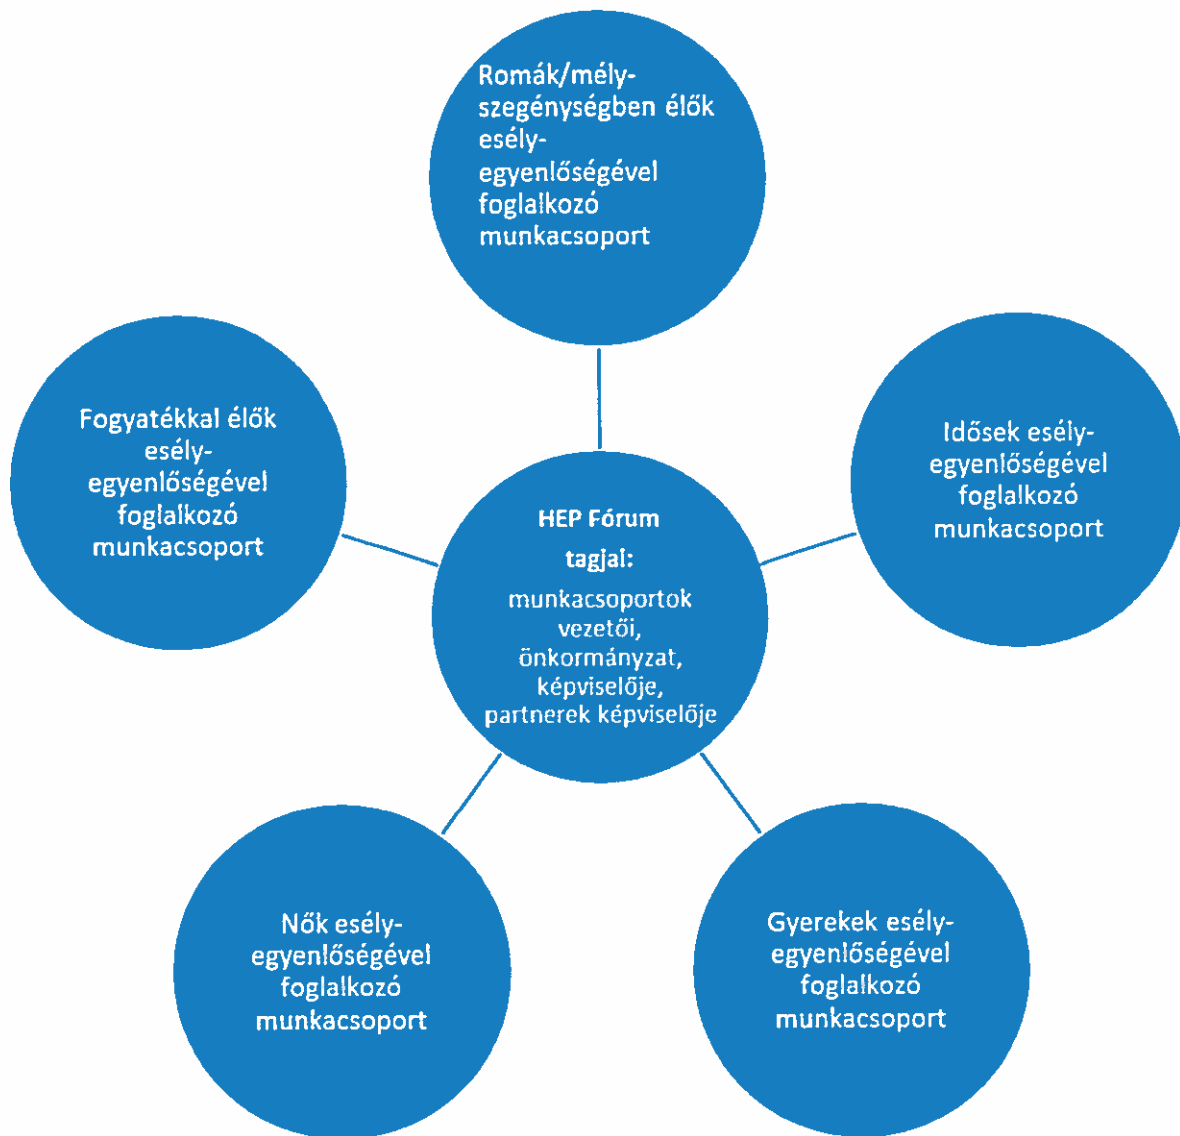 Romák/mély-
szegénységben élők
esély-
egyenlőségével
foglalkozó
munkacsoport
Fogyatékkal élők
esély-
egyenlőségével
foglalkozó
munkacsoport
Idősek esély-
egyenlőségével
foglalkozó
munkacsoport
HEP Fórum
tagjai:
munkacsoportok
vezetői,
önkormányzat,
képviselője,
partnerek képviselője
Nők esély-
egyenlőségével
foglalkozó
munkacsoport
Gyerekek esély-
egyenlőségével
foglalkozó
munkacsoport